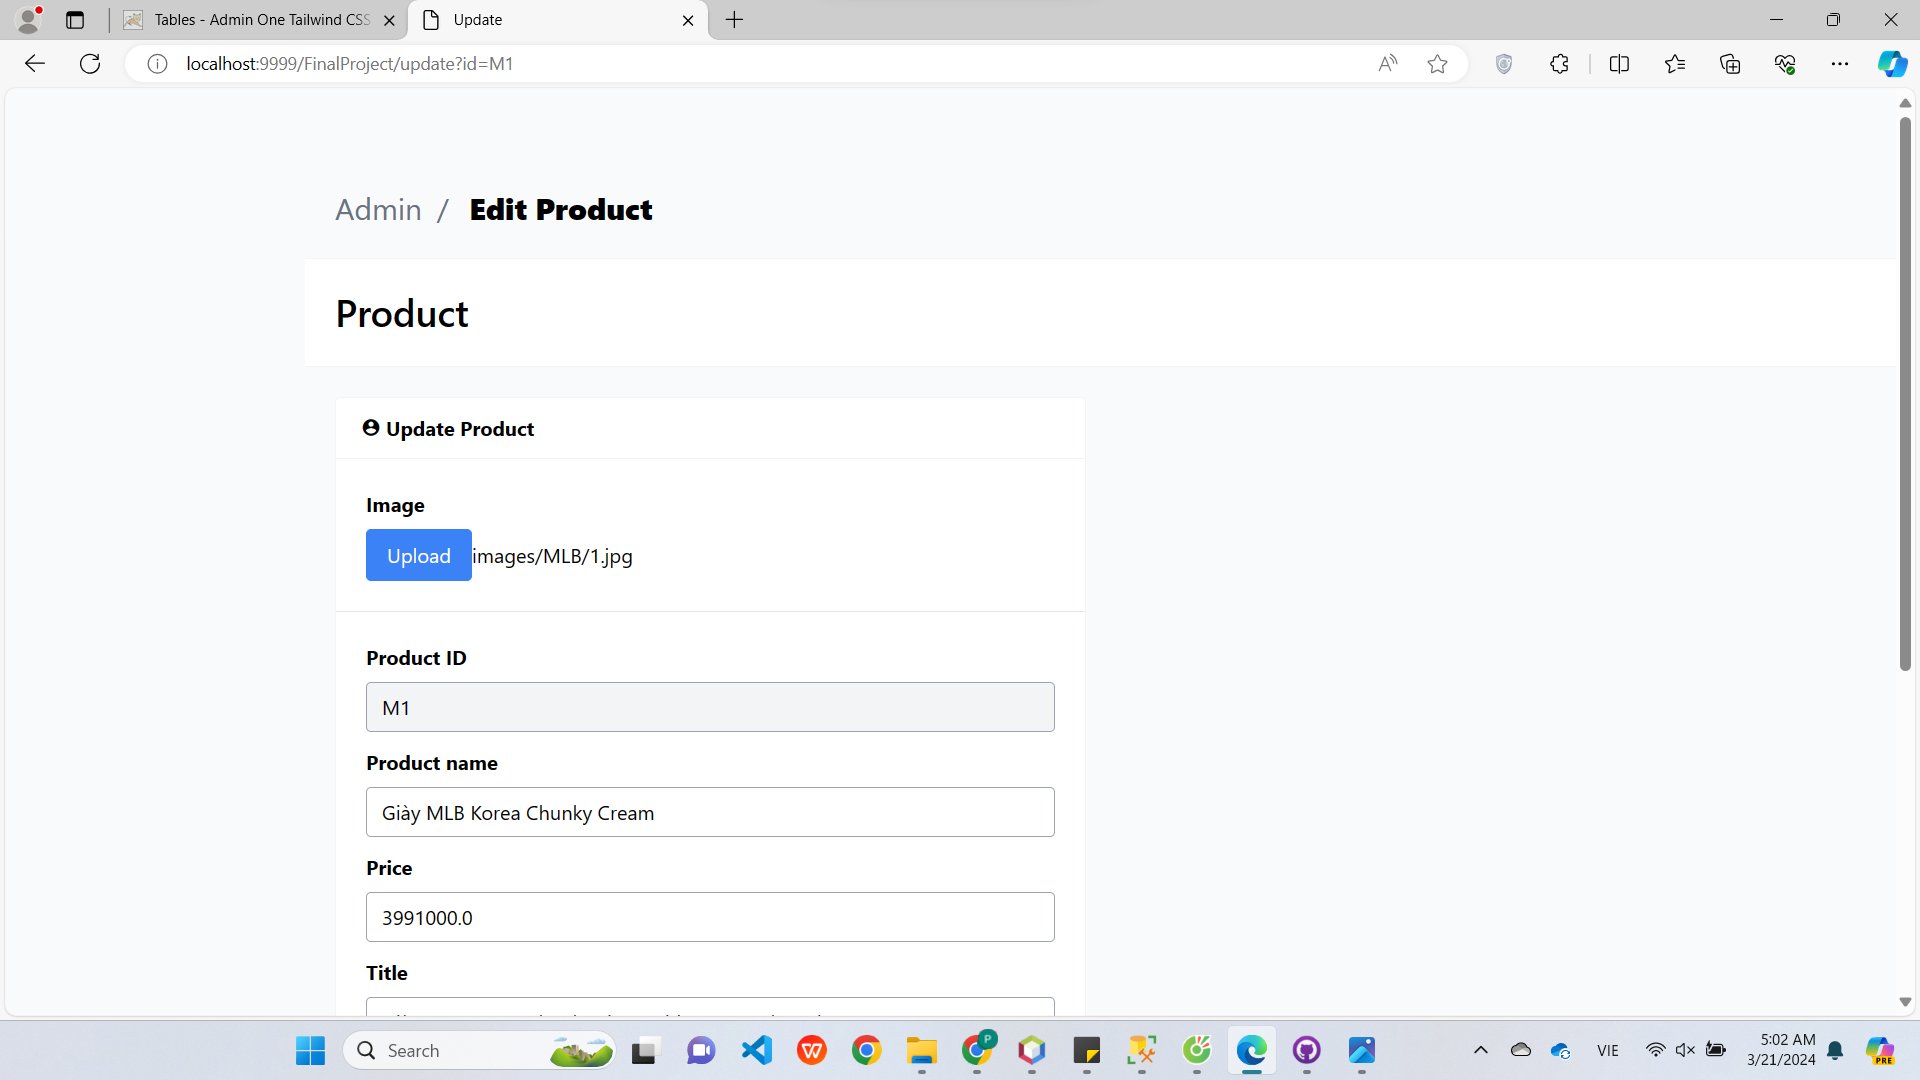 Tables - Admin One Tailwind CSS
Update
localhost:9999/FinalProject/update?id=M1
Admin / Edit Product
Product
Update Product
Image
Upload images/MLB/1.jpg
Product ID
M1
Product name
Giày MLB Korea Chunky Cream
Price
3991000.0
Title
Search
P
VIE
5:02 AM
3/21/2024
PRE